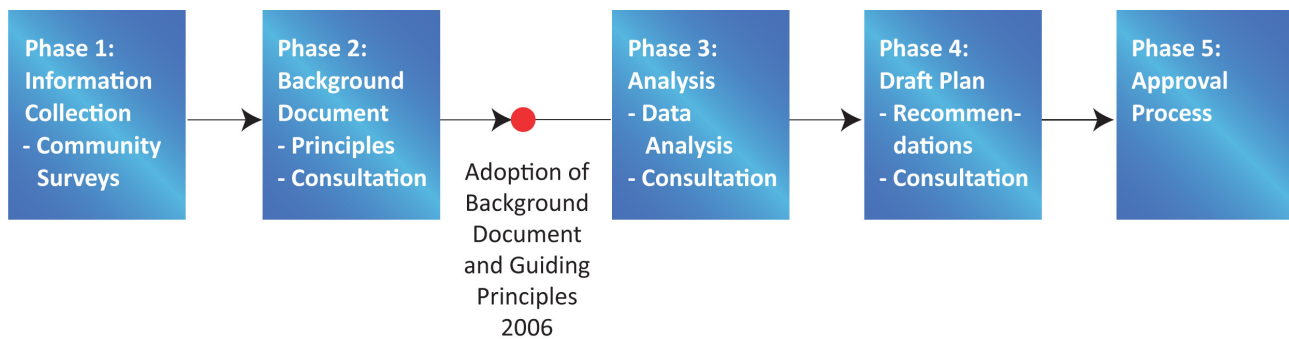 Phase 1:
Information
Collection
- Community
Surveys
Phase 2:
Background
Document
- Principles
- Consultation
Adoption of
Background
Document
and Guiding
Principles
2006
Phase 3:
Analysis
- Data
Analysis
- Consultation
Phase 4:
Draft Plan
- Recommen-
dations
- Consultation
Phase 5:
Approval
Process